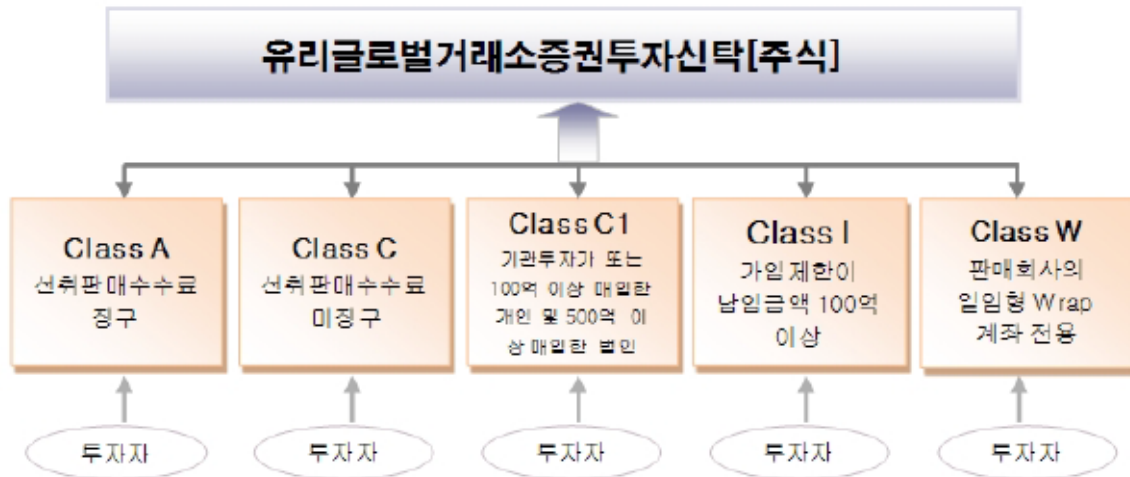 유리글로벌거래소증권투자신탁[주식]
Class A
선취판매수수료
징구
Class C
선취판매수수료
미징구
Class C1
기관투자가 또는
100억 이상 매입한
개인 및 500억 이
상 매입한 법인
Class I
가입 제한이
납입금액 100억
이상
Class W
판매회사의
일임형 Wrap
계좌 전용
투자자
투자자
투자자
투자자
투자자